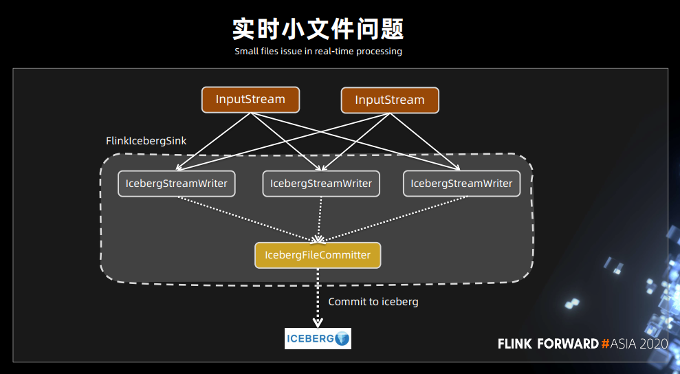 实时小文件问题
Small files issue in real-time processing
InputStream
InputStream
FlinkIcebergSink
IcebergStreamWriter
IcebergStreamWriter
IcebergStreamWriter
IcebergFileCommitter
Commit to iceberg
ICEBERG
FLINK FORWARD #ASIA 2020